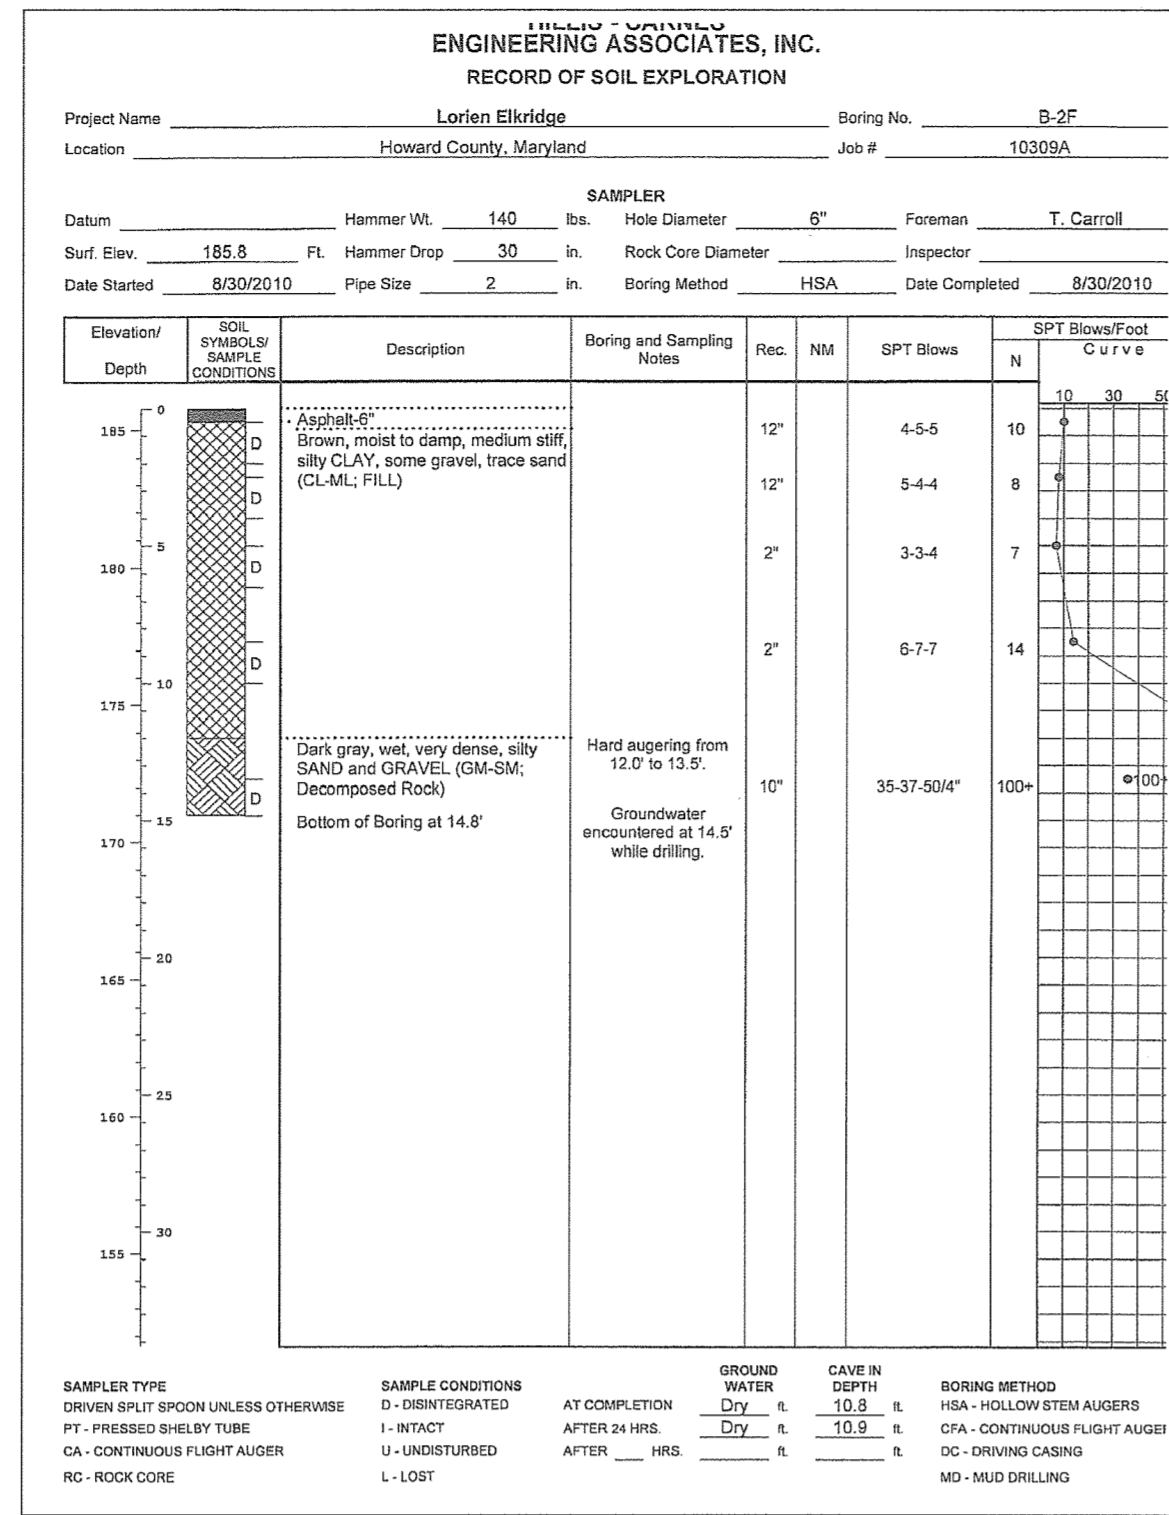 HILLIS - CARNES
ENGINEERING ASSOCIATES, INC.
RECORD OF SOIL EXPLORATION
Project Name Lorien Elkridge Boring No. B-2F
Location Howard County, Maryland Job # 10309A
SAMPLER
Datum Hammer Wt. 140 lbs. Hole Diameter 6" Foreman T. Carroll
Surf. Elev. 185.8 Ft. Hammer Drop 30 in. Rock Core Diameter Inspector
Date Started 8/30/2010 Pipe Size 2 in. Boring Method HSA Date Completed 8/30/2010
Elevation/
Depth
SOIL
SYMBOLS/
SAMPLE
CONDITIONS
Description
Boring and Sampling
Notes
Rec.
NM
SPT Blows
SPT Blows/Foot
N
Curve
10 30 50
0
Asphalt-6"
185
D
Brown, moist to damp, medium stiff,
silty CLAY, some gravel, trace sand
(CL-ML; FILL)
12" 4-5-5 10
D 12" 5-4-4 8
5
180
D 2" 3-3-4 7
D 2" 6-7-7 14
10
175
Dark gray, wet, very dense, silty
SAND and GRAVEL (GM-SM;
Decomposed Rock)
Hard augering from
12.0' to 13.5'.
D 10" 35-37-50/4" 100+ 100+
15
Bottom of Boring at 14.8'
Groundwater
encountered at 14.5'
while drilling.
170
20
165
25
160
30
155
SAMPLER TYPE
DRIVEN SPLIT SPOON UNLESS OTHERWISE
PT - PRESSED SHELBY TUBE
CA - CONTINUOUS FLIGHT AUGER
RC - ROCK CORE
SAMPLE CONDITIONS
D - DISINTEGRATED
I - INTACT
U - UNDISTURBED
L - LOST
GROUND
WATER
CAVE IN
DEPTH
AT COMPLETION Dry ft. 10.8 ft.
AFTER 24 HRS. Dry ft. 10.9 ft.
AFTER ____ HRS. ft. ft.
BORING METHOD
HSA - HOLLOW STEM AUGERS
CFA - CONTINUOUS FLIGHT AUGER
DC - DRIVING CASING
MD - MUD DRILLING